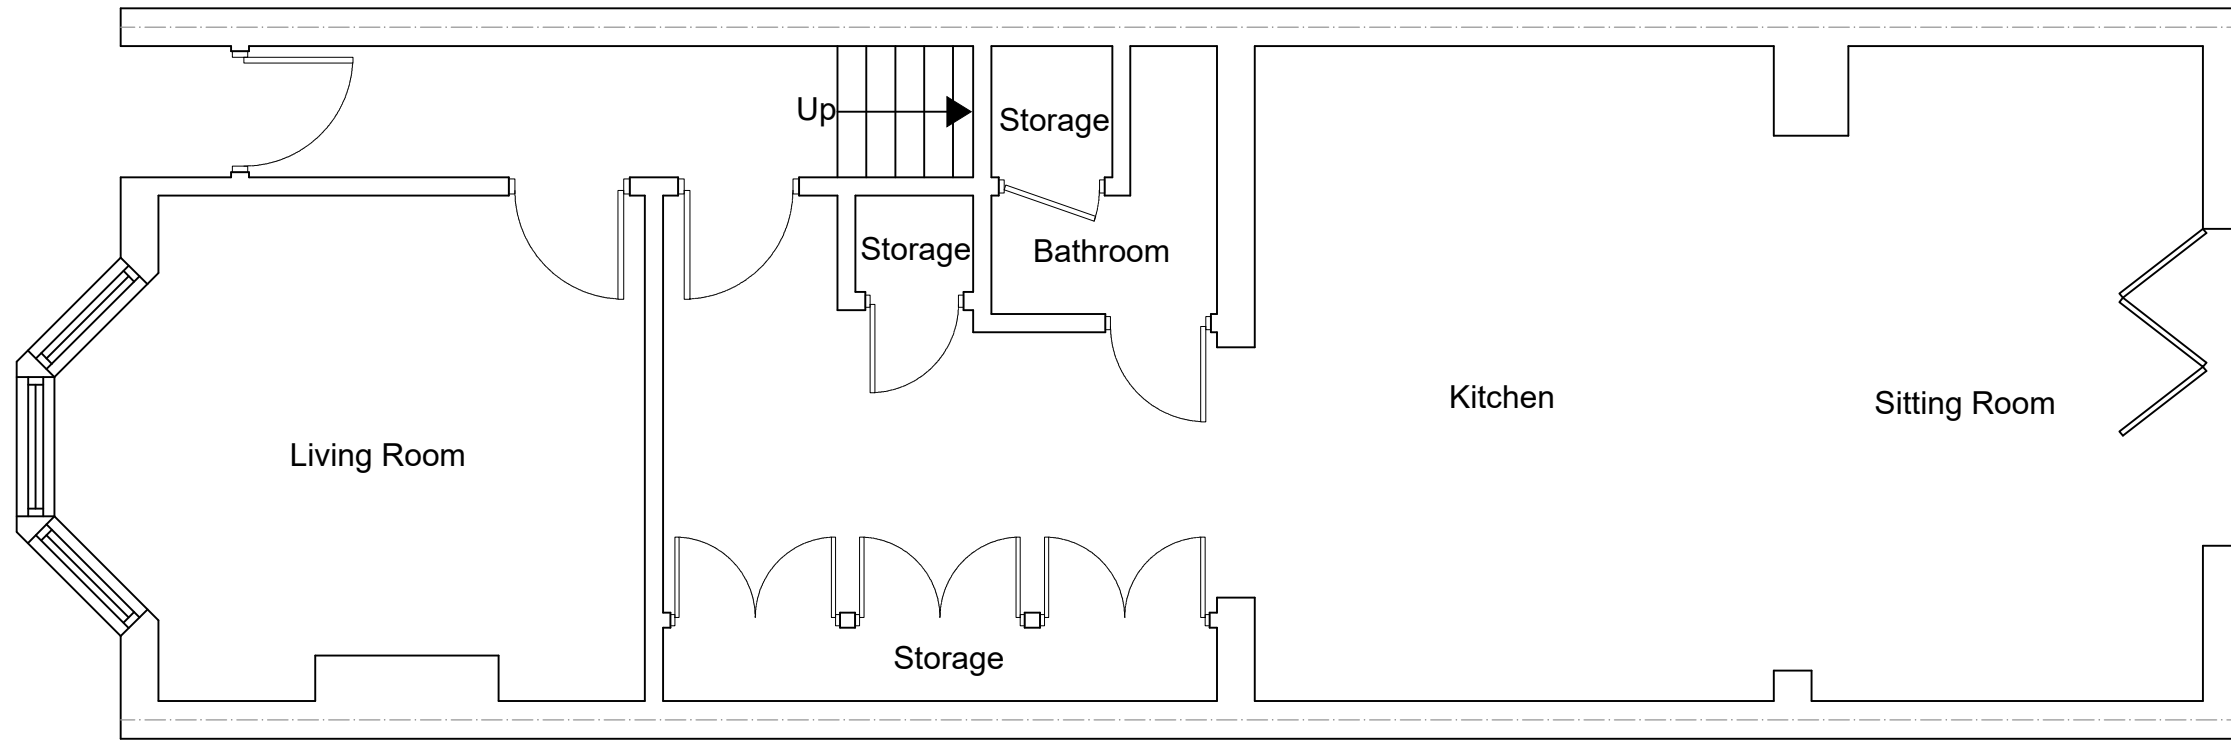 Up
Storage
Storage
Bathroom
Kitchen
Sitting Room
Living Room
Storage